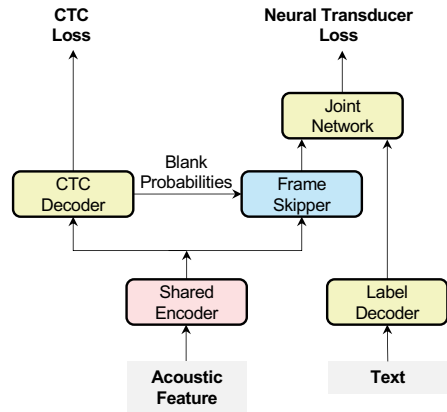 CTC
Loss
Neural Transducer
Loss
Joint
Network
Blank
Probabilities
CTC
Decoder
Frame
Skipper
Shared
Encoder
Label
Decoder
Acoustic
Feature
Text